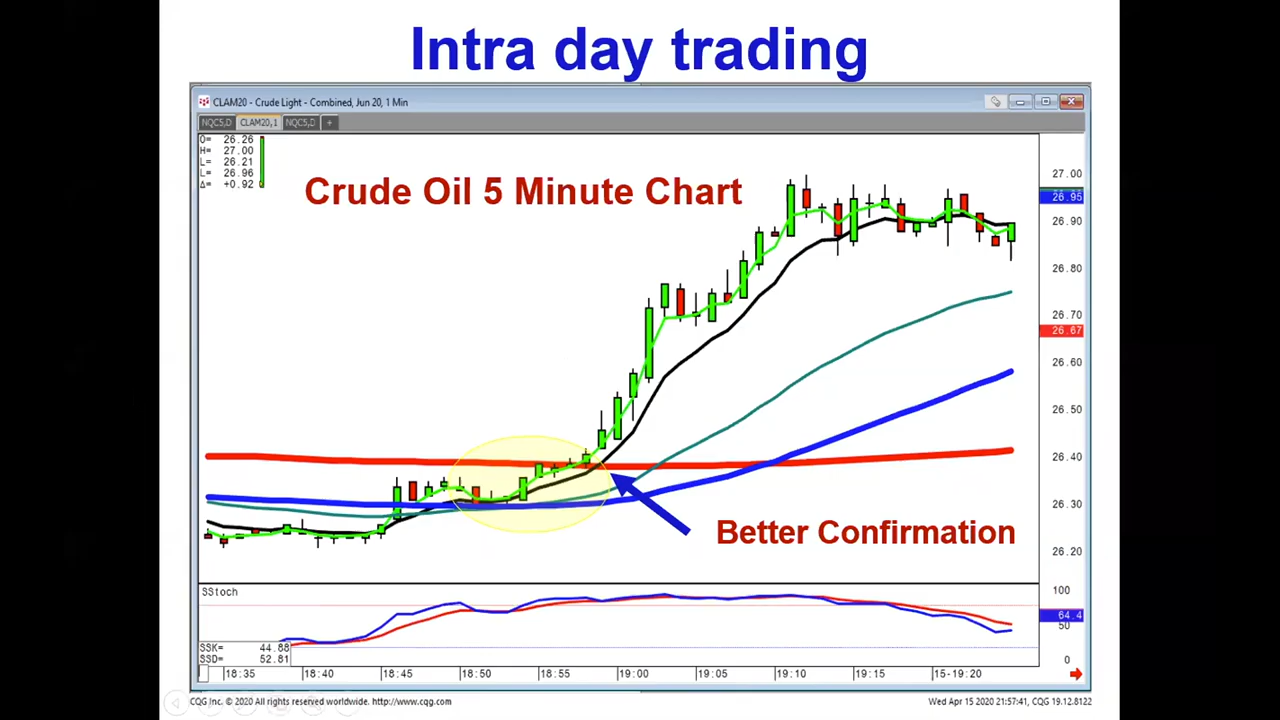 Intra day trading
CLAM20 - Crude Light - Combined, Jun 20, 1 Min
NQC5,D CLAM20,1 NQC5,D +
O= 26.26
H= 27.00
L= 26.21
L= 26.96
Δ= +0.92
Crude Oil 5 Minute Chart
27.00
26.95
26.90
26.80
26.70
26.67
26.60
26.50
26.40
26.30
26.20
Better Confirmation
SStoch
100
64.4
50
0
SSK= 44.88
SSD= 52.81
18:35 18:40 18:45 18:50 18:55 19:00 19:05 19:10 19:15 15-19:20
CQG Inc. © 2020 All rights reserved worldwide. http://www.cqg.com
Wed Apr 15 2020 21:57:41, CQG 19.12.8122